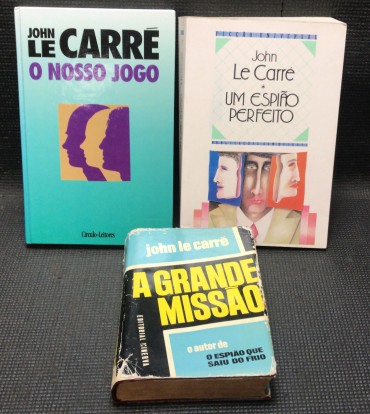 JOHN
LE CARRÉ
O NOSSO JOGO
Círculo Leitores
John
Le Carré
UM ESPIÃO
PERFEITO
john le carré
A GRANDE
MISSÃO
EDITORIAL MINERVA
o autor de
O ESPIÃO QUE
SAIU DO FRIO